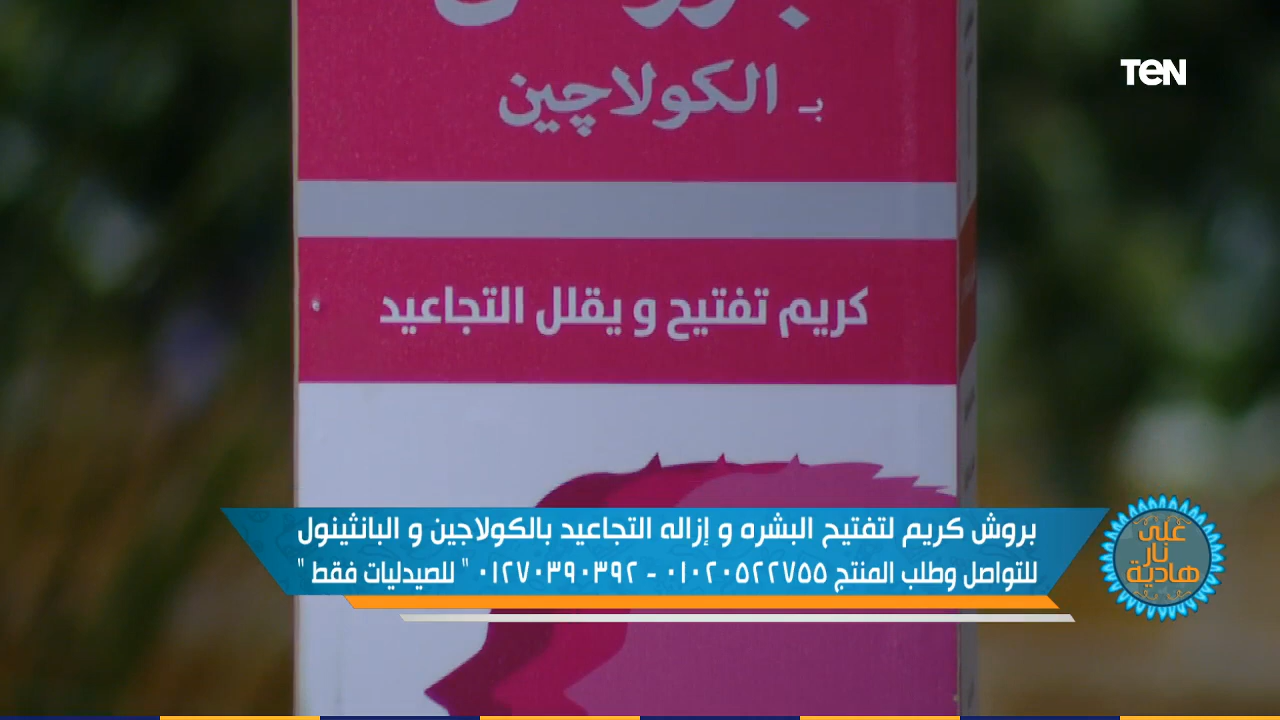 TEN
بـ الكولاچين
كريم تفتيح و يقلل التجاعيد
بروش كريم لتفتيح البشره و إزاله التجاعيد بالكولاجين و البانثينول
للتواصل وطلب المنتج ٠١٠٢٠٥٢٢٧٥٥ - ٠١٢٧٠٣٩٠٣٩٢ " للصيدليات فقط "
على
نار
هادية